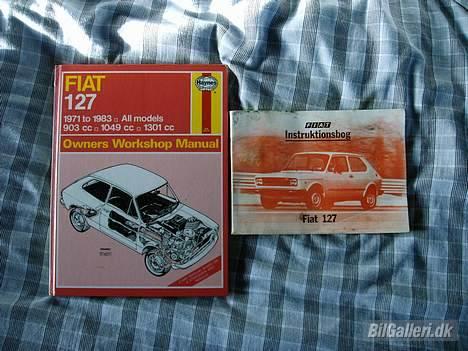 FIAT
127
Haynes
1971 to 1983 □ All models
903 cc □ 1049 cc □ 1301 cc
Owners Workshop Manual
FIAT
Instruktionsbog
Fiat 127
BilGalleri.dk